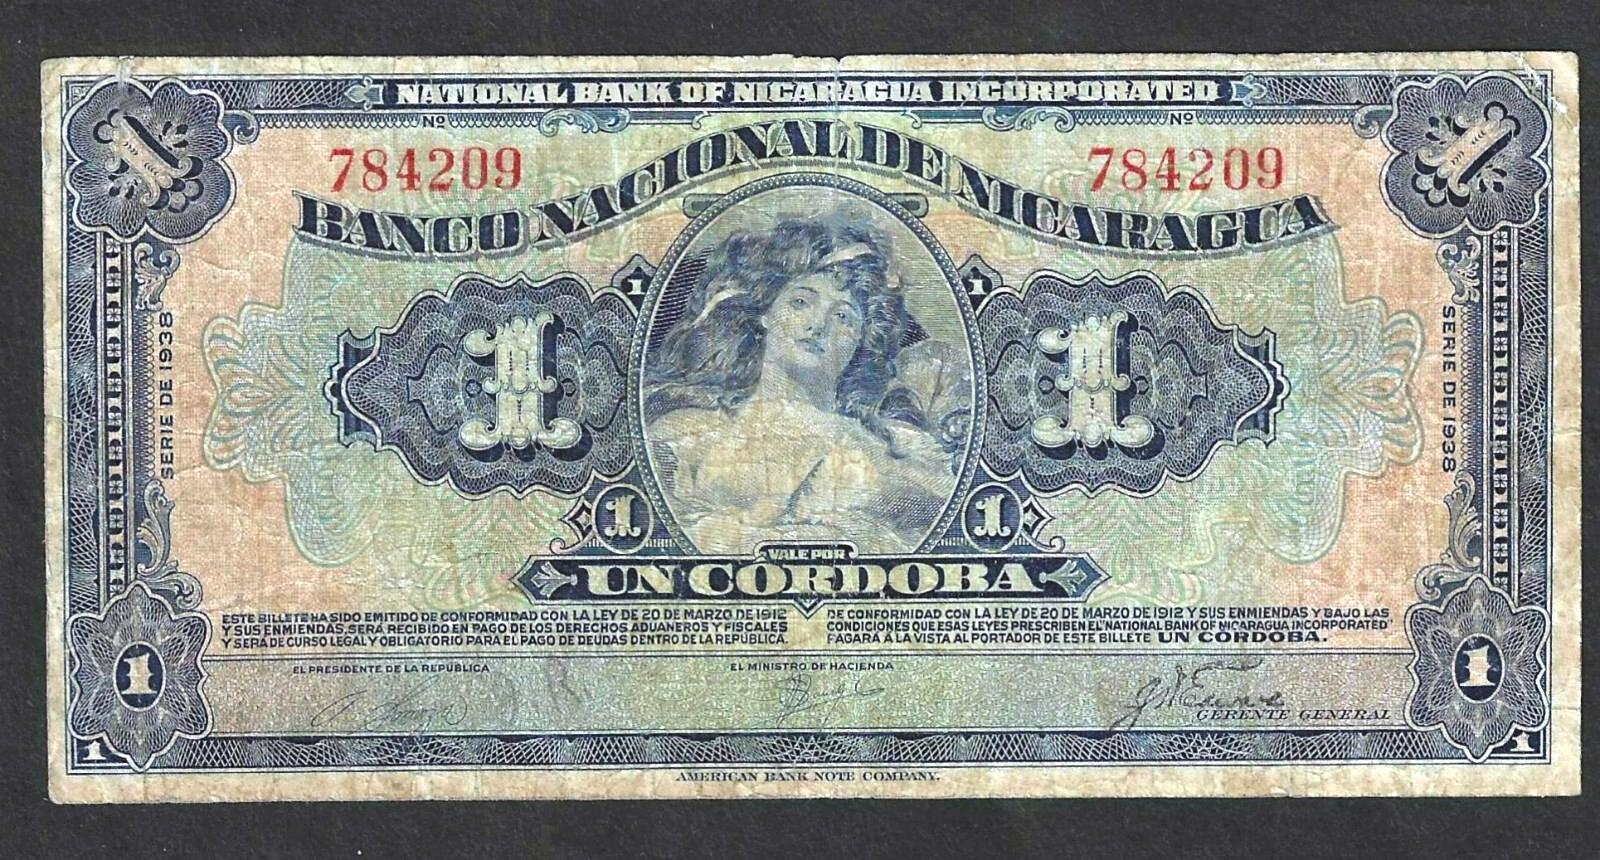 NATIONAL BANK OF NICARAGUA INCORPORATED
Nº Nº
784209 784209
BANCO NACIONAL DE NICARAGUA
1 1
SERIE DE 1938 SERIE DE 1938
1 1
1 1
1 1
VALE POR
UN CÓRDOBA
ESTE BILLETE HA SIDO EMITIDO DE CONFORMIDAD CON LA LEY DE 20 DE MARZO DE 1912
Y SUS ENMIENDAS, SERÁ RECIBIDO EN PAGO DE LOS DERECHOS ADUANEROS Y FISCALES
Y SERA DE CURSO LEGAL Y OBLIGATORIO PARA EL PAGO DE DEUDAS DENTRO DE LA REPÚBLICA.
DE CONFORMIDAD CON LA LEY DE 20 DE MARZO DE 1912 Y SUS ENMIENDAS Y BAJO LAS
CONDICIONES QUE ESAS LEYES PRESCRIBEN EL "NATIONAL BANK OF NICARAGUA INCORPORATED"
PAGARÁ A LA VISTA AL PORTADOR DE ESTE BILLETE UN CÓRDOBA.
1 1
EL PRESIDENTE DE LA REPÚBLICA EL MINISTRO DE HACIENDA
GERENTE GENERAL
1 1
AMERICAN BANK NOTE COMPANY.